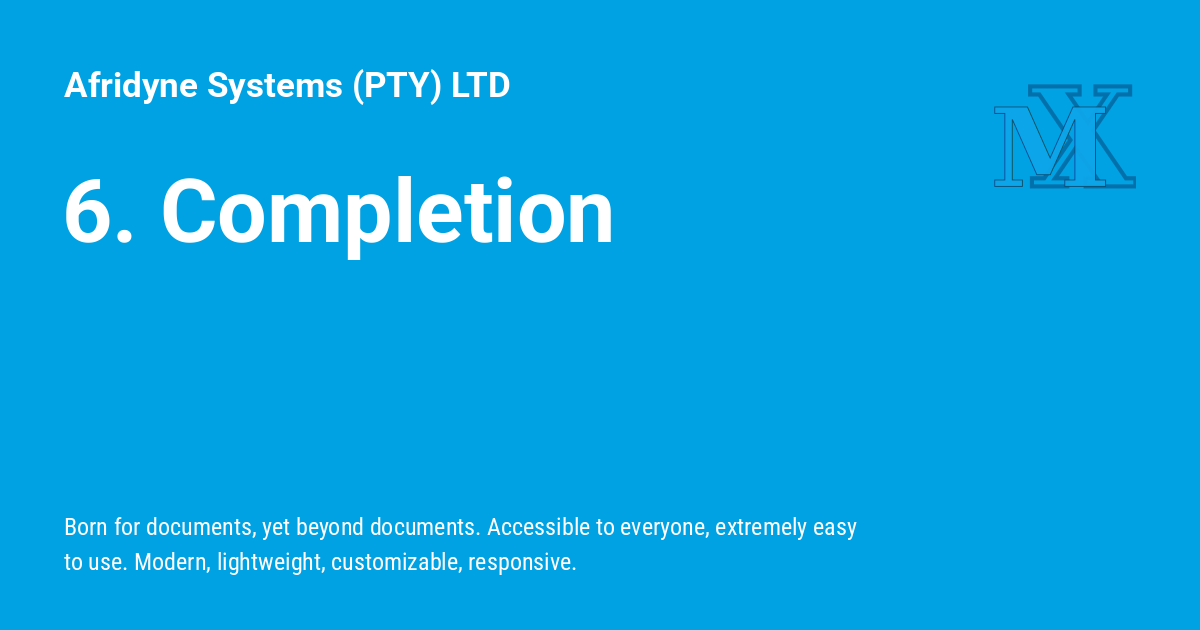 Afridyne Systems (PTY) LTD
MX
6. Completion
Born for documents, yet beyond documents. Accessible to everyone, extremely easy
to use. Modern, lightweight, customizable, responsive.